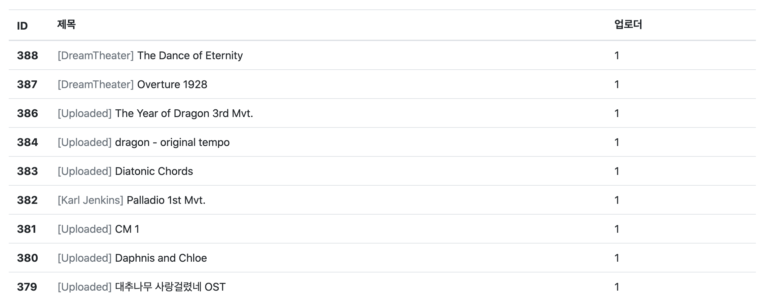 ID 제목 업로더
388 [DreamTheater] The Dance of Eternity 1
387 [DreamTheater] Overture 1928 1
386 [Uploaded] The Year of Dragon 3rd Mvt. 1
384 [Uploaded] dragon - original tempo 1
383 [Uploaded] Diatonic Chords 1
382 [Karl Jenkins] Palladio 1st Mvt. 1
381 [Uploaded] CM 1 1
380 [Uploaded] Daphnis and Chloe 1
379 [Uploaded] 대추나무 사랑걸렸네 OST 1